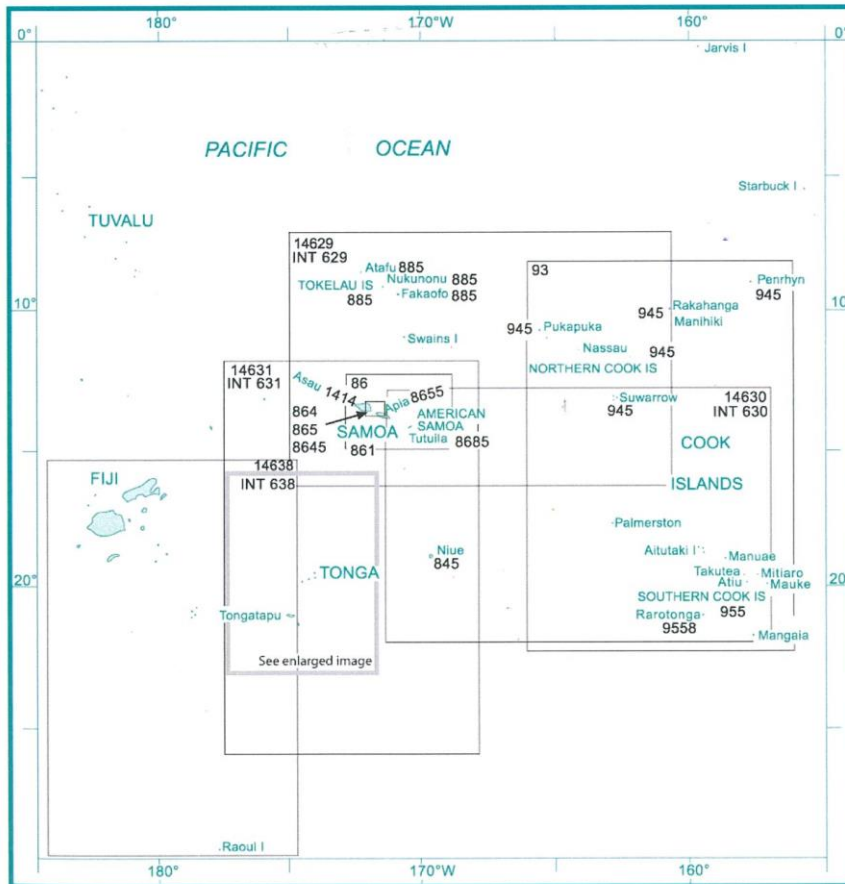 180°
170°W
160°
0°
0°
Jarvis I
PACIFIC OCEAN
Starbuck I
TUVALU
14629
INT 629
93
Atafu 885
Nukunonu 885
TOKELAU IS
885
Fakaofo 885
Penrhyn
945
10°
10°
945
Rakahanga
Manihiki
945
Pukapuka
Swains I
Nassau
945
NORTHERN COOK IS
14631
INT 631
Asau
1414
86
Apia
8655
864
865
8645
SAMOA
861
AMERICAN
SAMOA
Tutuila
8685
Suwarrow
945
14630
INT 630
COOK
ISLANDS
14638
INT 638
FIJI
Palmerston
Niue
845
Aitutaki I
Manuae
TONGA
Takutea
Mitiaro
Atiu
Mauke
20°
20°
SOUTHERN COOK IS
955
Tongatapu
Rarotonga
9558
Mangaia
See enlarged image
Raoul I
180°
170°
160°